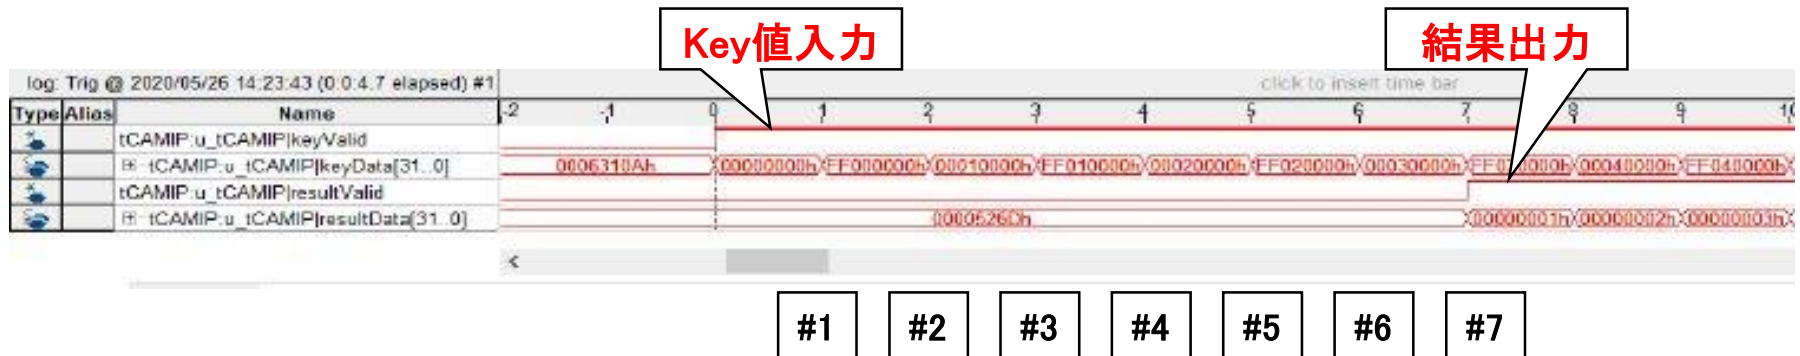 Key値入力
結果出力
log: Trig @ 2020/05/26 14:23:43 (0:0:4.7 elapsed) #1
click to insert time bar
Type Alias Name -2 -1 0 1 2 3 4 5 6 7 8 9 10
tCAMIP:u_tCAMIP|keyValid
tCAMIP:u_tCAMIP|keyData[31..0] 0006310Ah 00000000h FF000000h 00010000h FF010000h 00020000h FF020000h 00030000h 00040000h FF040000h
tCAMIP:u_tCAMIP|resultValid
tCAMIP:u_tCAMIP|resultData[31..0] 0000526Dh 00000001h 00000002h 00000003h
#1 #2 #3 #4 #5 #6 #7